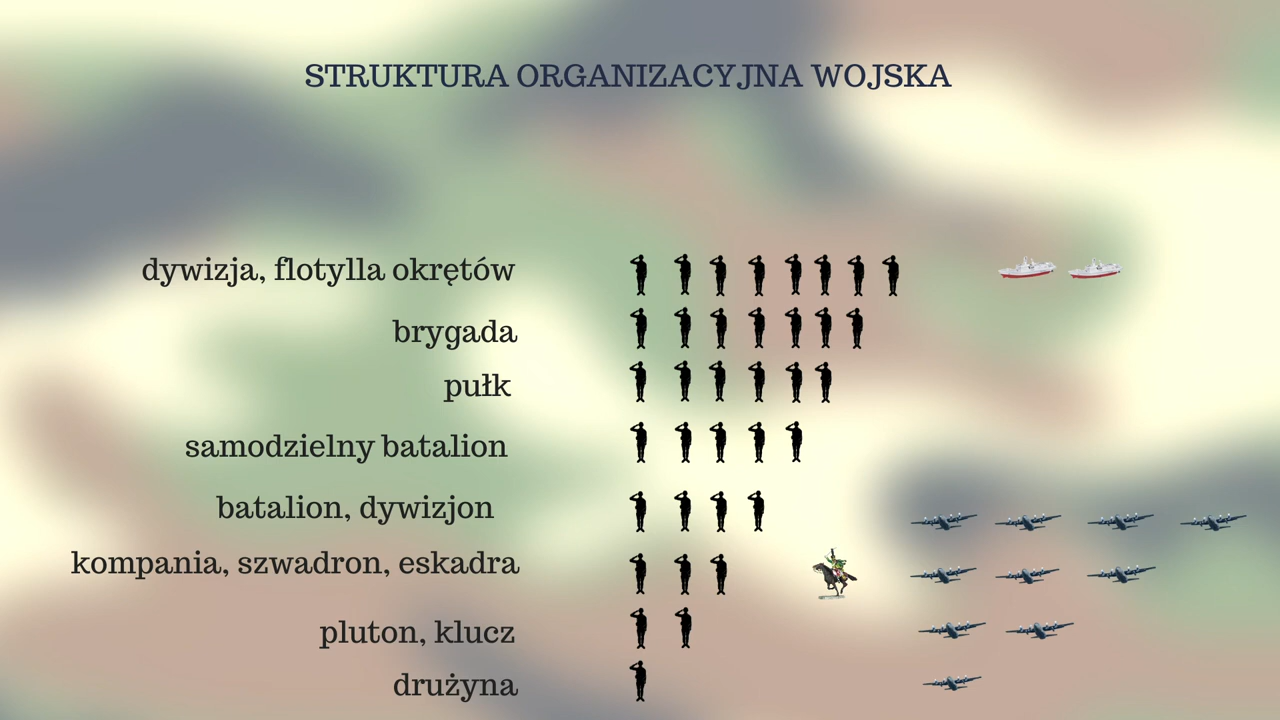 STRUKTURA ORGANIZACYJNA WOJSKA
dywizja, flotylla okrętów
brygada
pułk
samodzielny batalion
batalion, dywizjon
kompania, szwadron, eskadra
pluton, klucz
drużyna